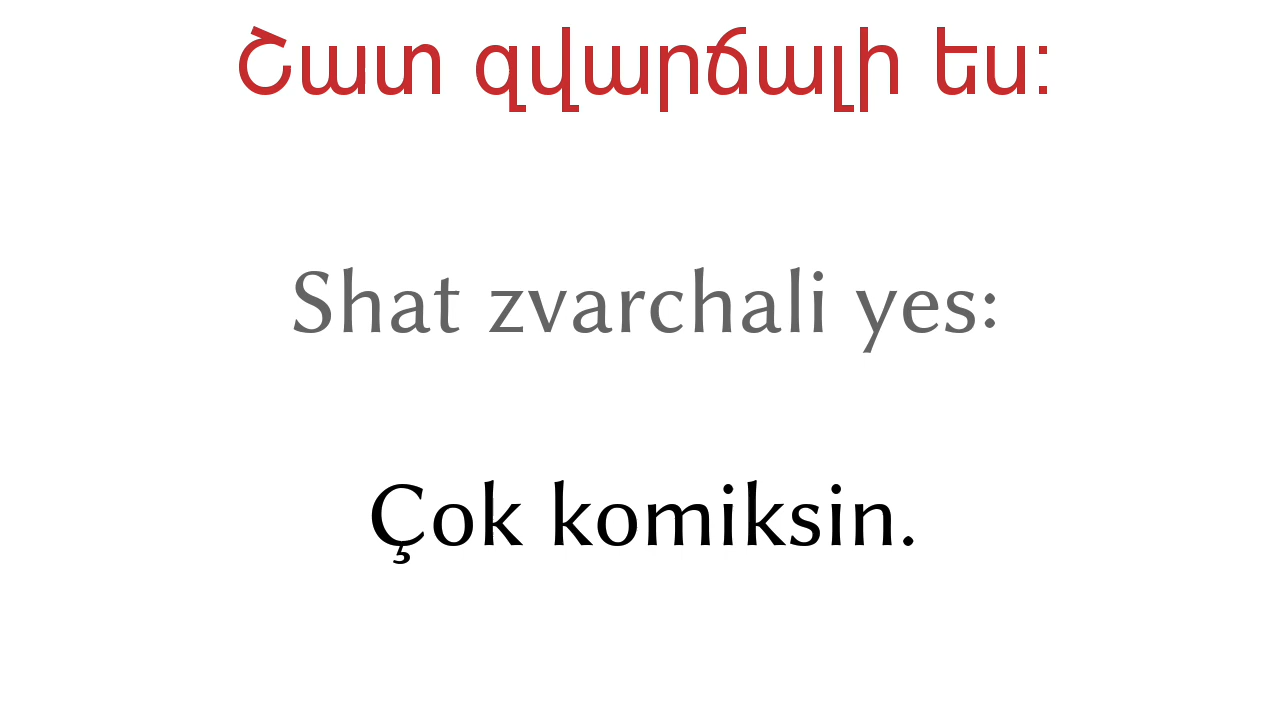 Շատ զվարճալի ես:
Shat zvarchali yes:
Çok komiksin.